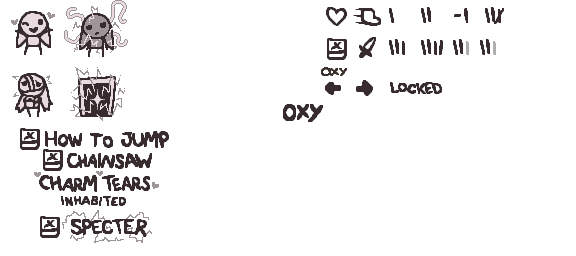 OXY
LOCKED
OXY
HOW TO JUMP
CHAINSAW
CHARM TEARS
INHABITED
SPECTER